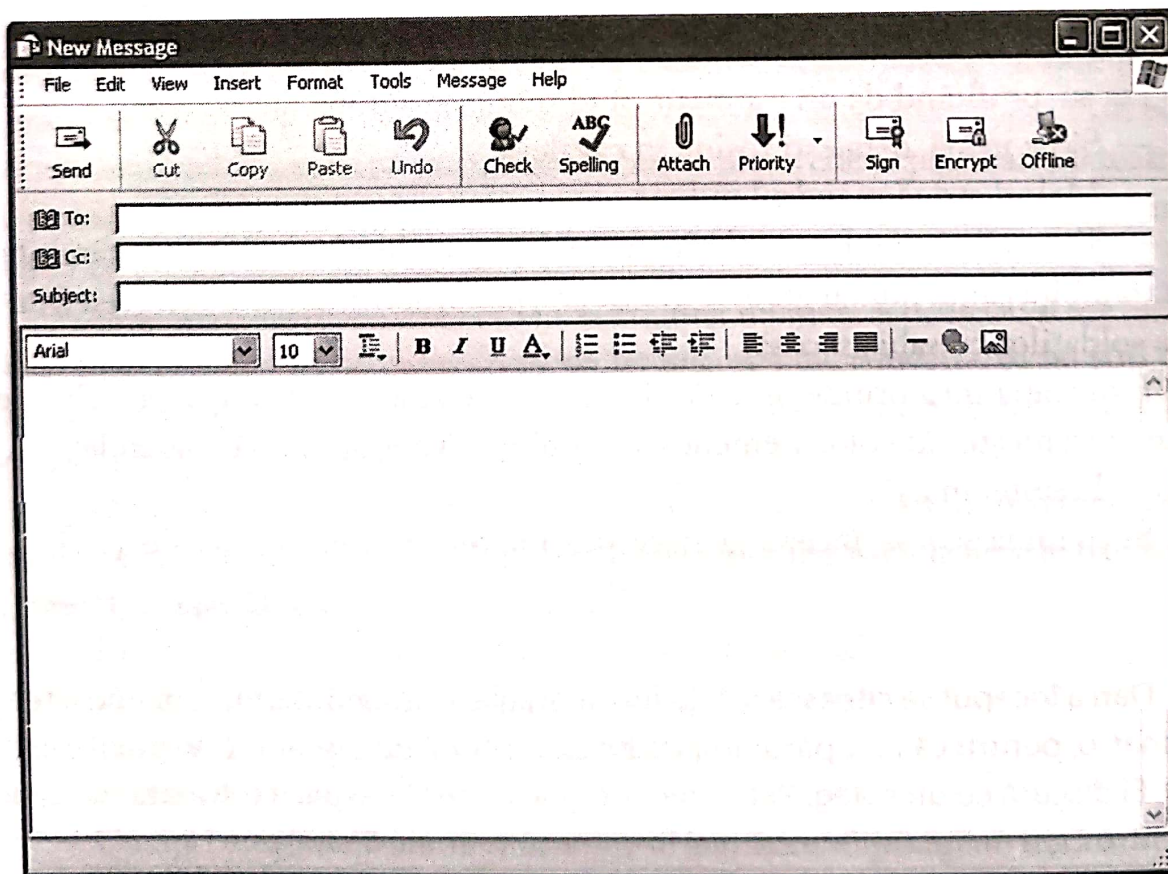 New Message
File Edit View Insert Format Tools Message Help
Send Cut Copy Paste Undo Check ABC Spelling Attach Priority Sign Encrypt Offline
To:
Cc:
Subject:
Arial 10 B I U A